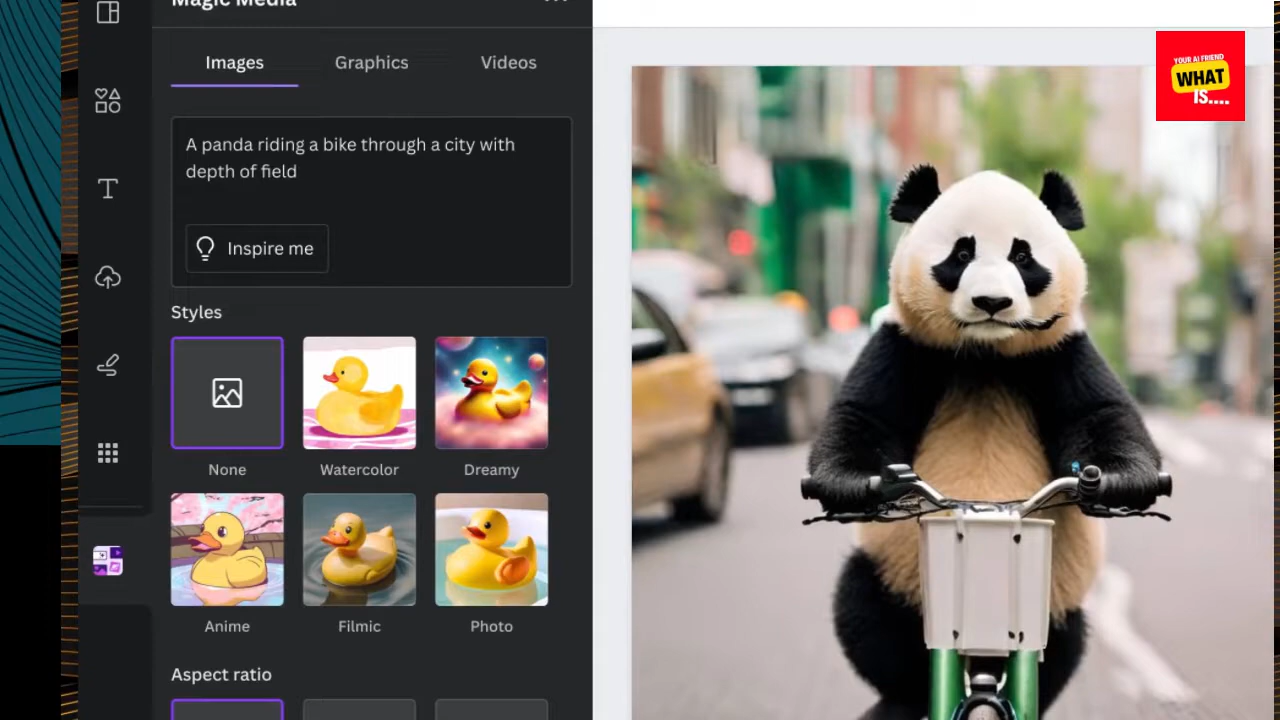 Magic Media
Images
Graphics
Videos
A panda riding a bike through a city with
depth of field
Inspire me
Styles
None
Watercolor
Dreamy
Anime
Filmic
Photo
Aspect ratio
YOUR AI FRIEND
WHAT
IS....